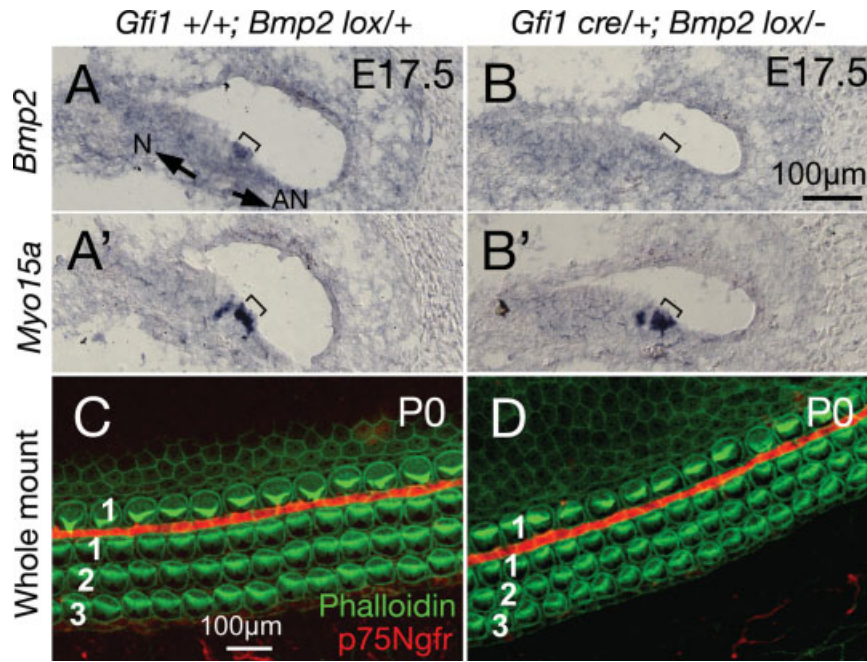 Gfi1 +/+; Bmp2 lox/+
Gfi1 cre/+; Bmp2 lox/-
Bmp2
A
E17.5
N
AN
B
E17.5
100µm
Myo15a
A'
B'
Whole mount
C
P0
1
1
2
3
Phalloidin
100µm
p75Ngfr
D
P0
1
1
2
3